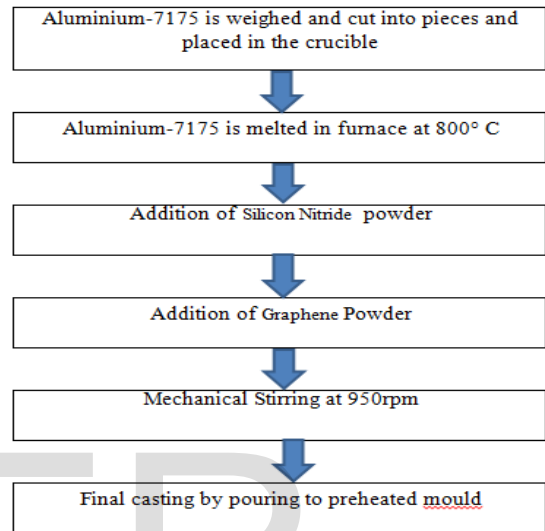 Aluminium-7175 is weighed and cut into pieces and
placed in the crucible
Aluminium-7175 is melted in furnace at 800° C
Addition of Silicon Nitride powder
Addition of Graphene Powder
Mechanical Stirring at 950rpm
Final casting by pouring to preheated mould